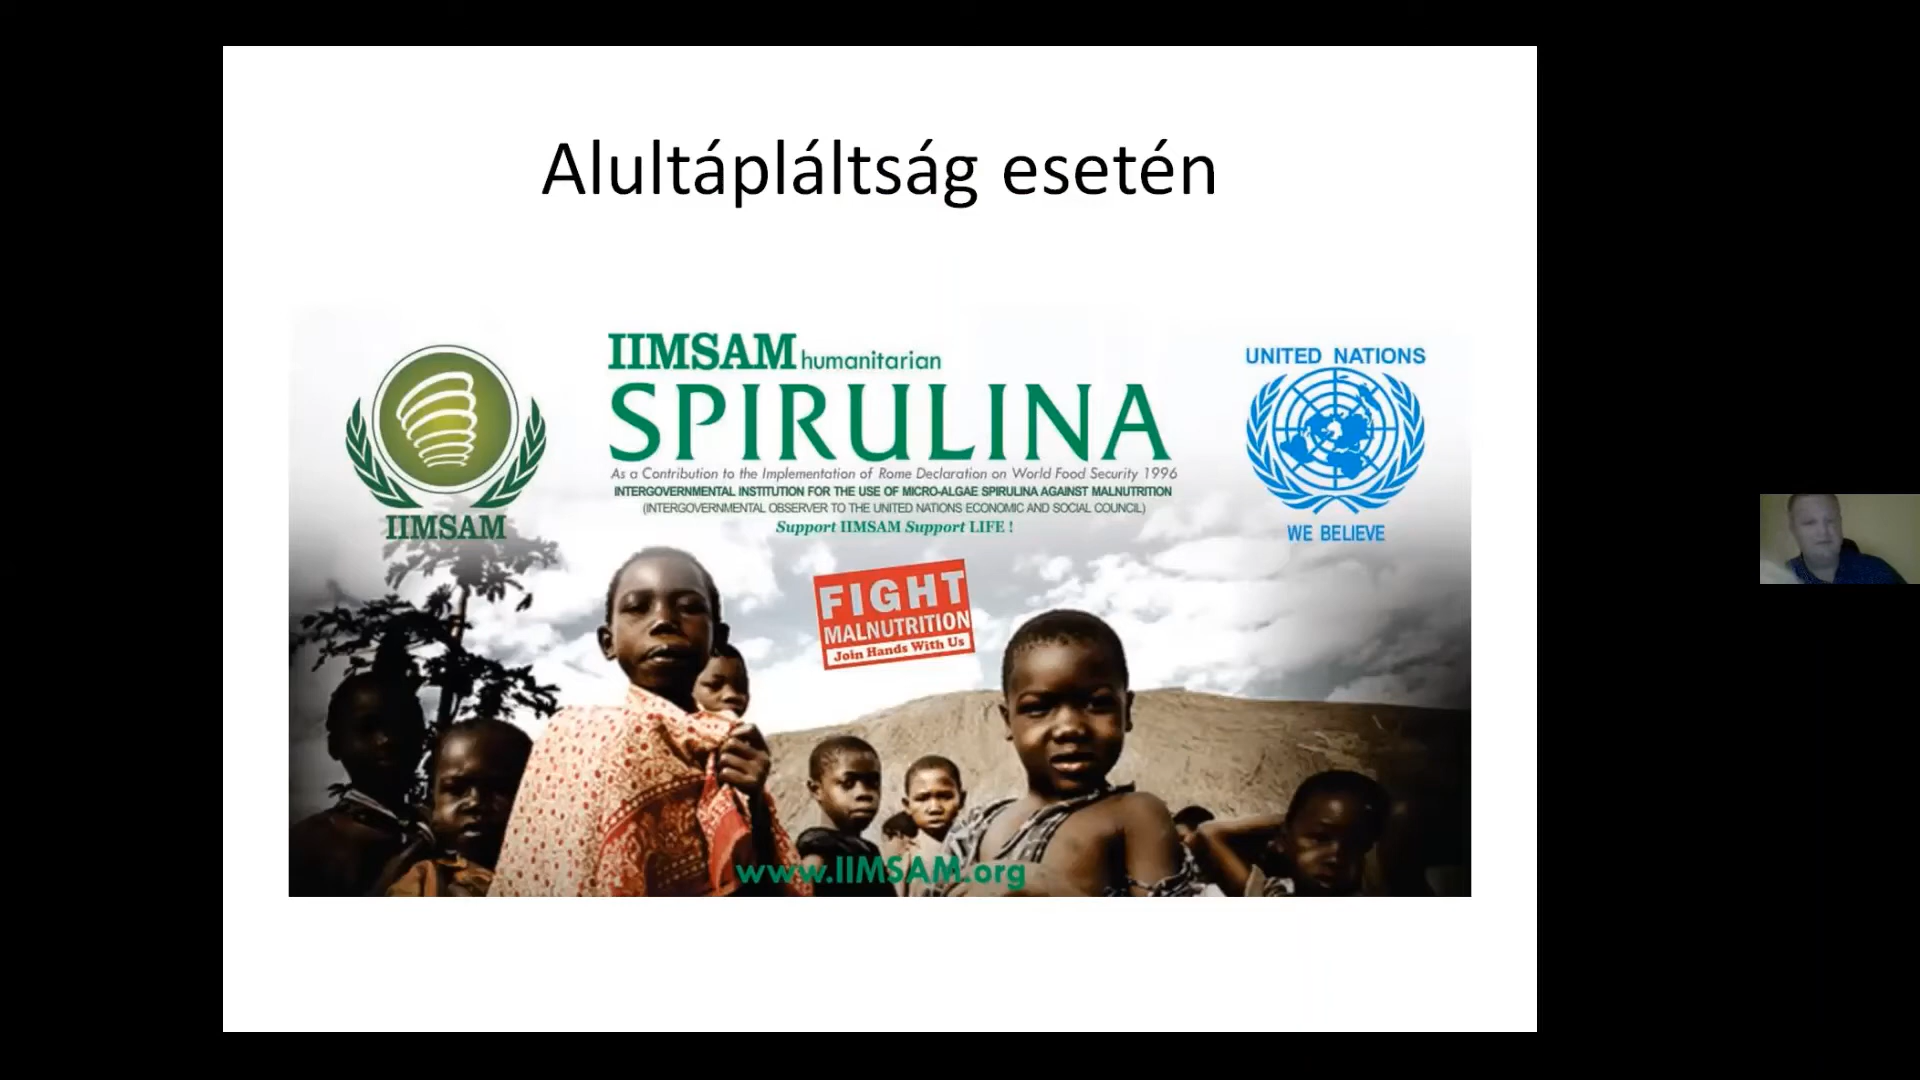 Alultápláltság esetén
IIMSAM humanitarian
SPIRULINA
As a Contribution to the Implementation of Rome Declaration on World Food Security 1996
INTERGOVERNMENTAL INSTITUTION FOR THE USE OF MICRO-ALGAE SPIRULINA AGAINST MALNUTRITION
(INTERGOVERNMENTAL OBSERVER TO THE UNITED NATIONS ECONOMIC AND SOCIAL COUNCIL)
Support IIMSAM Support LIFE !
IIMSAM
UNITED NATIONS
WE BELIEVE
FIGHT
MALNUTRITION
Join Hands With Us
www.IIMSAM.org